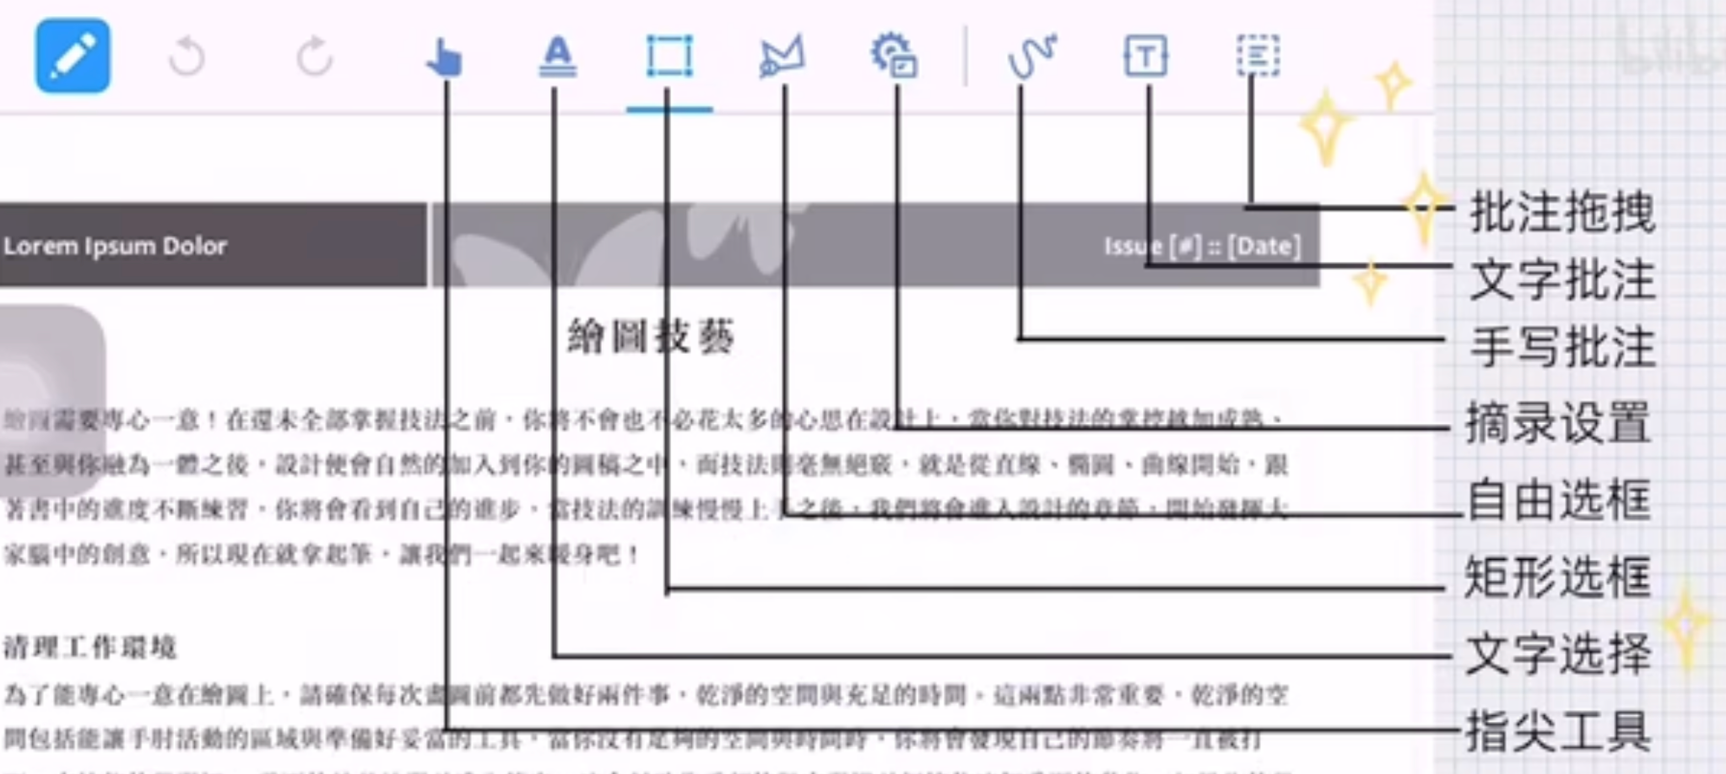 A
T
bilibili
Lorem Ipsum Dolor
Issue [#] :: [Date]
批注拖拽
文字批注
繪圖技藝
手写批注
繪圖需要專心一意！在還未全部掌握技法之前，你將不會也不必花太多的心思在設計上，當你對技法的掌控越加成熟、
摘录设置
甚至與你融為一體之後，設計便會自然的加入到你的圖稿之中，而技法則毫無絕竅，就是從直線、橢圖、曲線開始，跟
著書中的進度不斷練習，你將會看到自己的進步，當技法的訓練慢慢上手之後，我們將會進入設計的章節，開始發揮大
自由选框
家腦中的創意，所以現在就拿起筆，讓我們一起來暖身吧！
矩形选框
清理工作環境
文字选择
為了能專心一意在繪圖上，請確保每次畫圖前都先做好兩件事，乾淨的空間與充足的時間。這兩點非常重要，乾淨的空
間包括能讓手肘活動的區域與準備好妥當的工具，當你沒有足夠的空間與時間時，你將會發現自己的節奏將一直被打
指尖工具